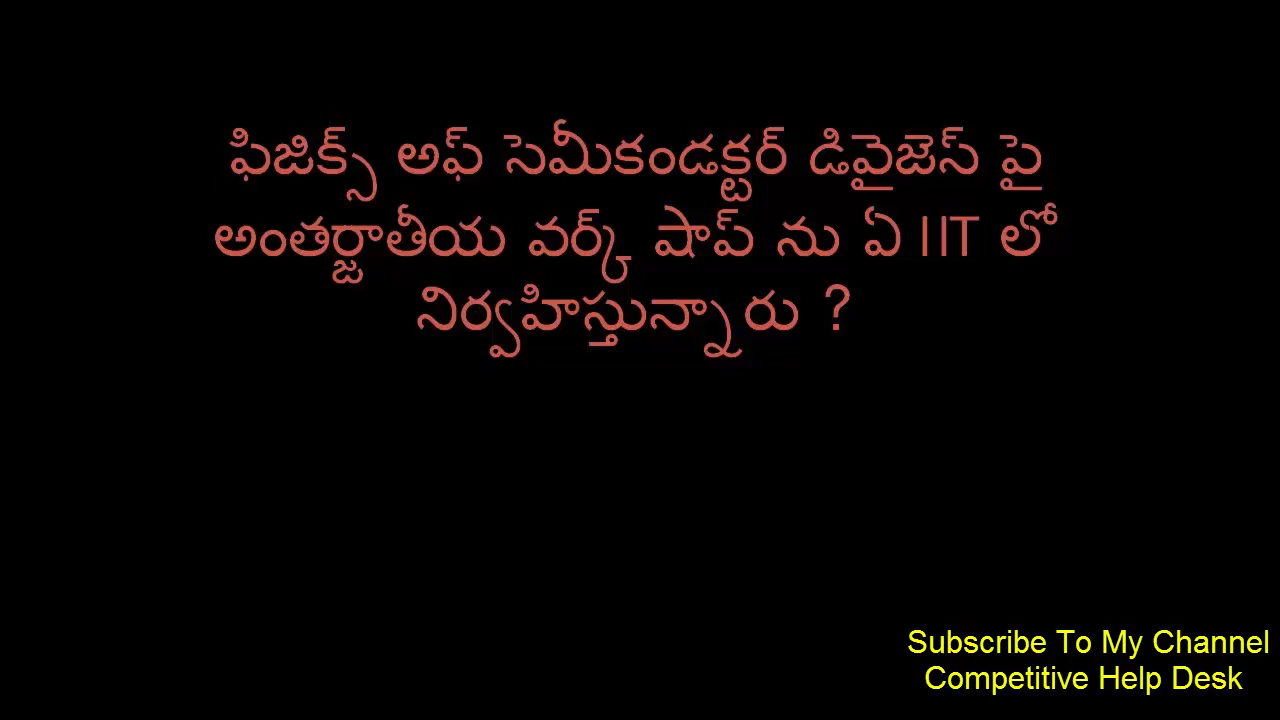 ఫిజిక్స్ అఫ్ సెమీకండక్టర్ డివైజెస్ పై
అంతర్జాతీయ వర్క్ షాప్ ను ఏ IIT లో
నిర్వహిస్తున్నారు ?
Subscribe To My Channel
Competitive Help Desk